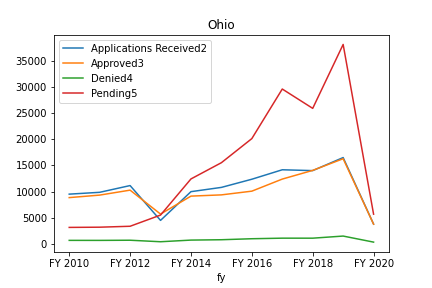 Ohio
Applications Received2
Approved3
Denied4
Pending5
35000
30000
25000
20000
15000
10000
5000
0
FY 2010 FY 2012 FY 2014 FY 2016 FY 2018 FY 2020
fy